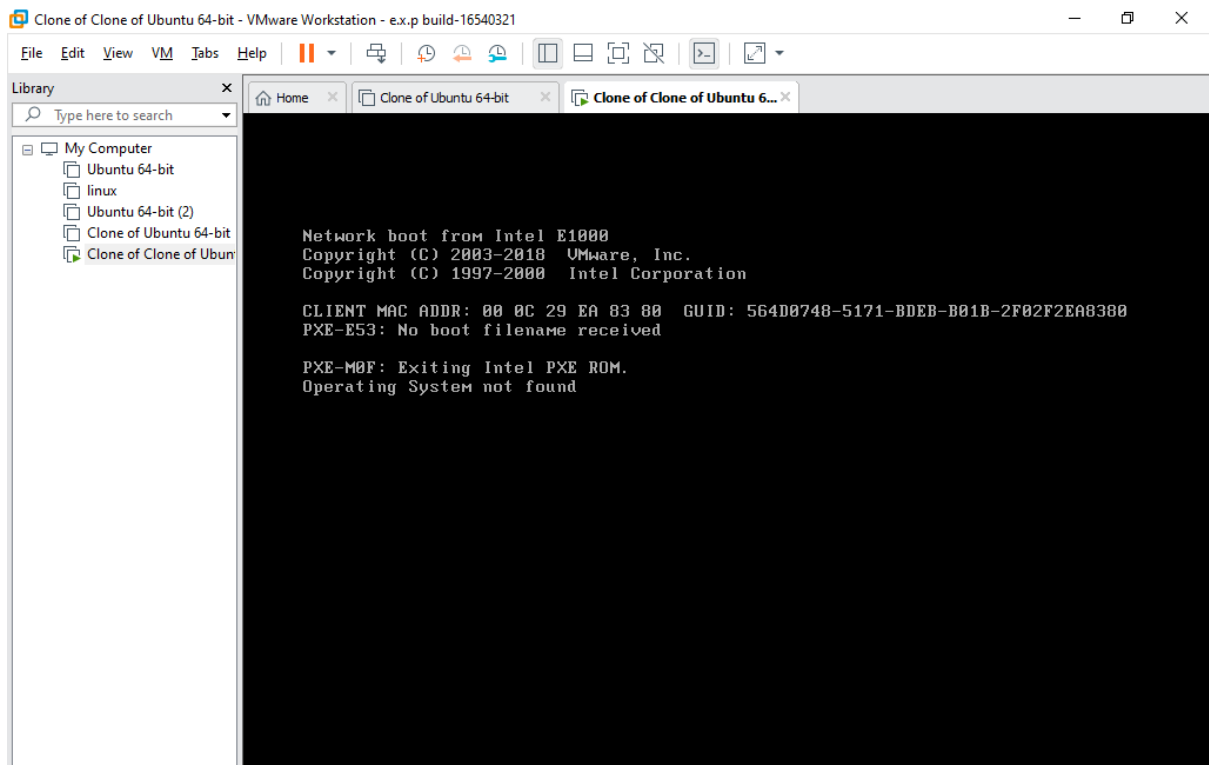 Clone of Clone of Ubuntu 64-bit - VMware Workstation - e.x.p build-16540321
File Edit View VM Tabs Help
Library
Type here to search
My Computer
Ubuntu 64-bit
linux
Ubuntu 64-bit (2)
Clone of Ubuntu 64-bit
Clone of Clone of Ubun
Home
Clone of Ubuntu 64-bit
Clone of Clone of Ubuntu 6...
Network boot from Intel E1000
Copyright (C) 2003-2018 VMware, Inc.
Copyright (C) 1997-2000 Intel Corporation
CLIENT MAC ADDR: 00 0C 29 EA 83 80 GUID: 564D0748-5171-BDEB-B01B-2F02F2EA8380
PXE-E53: No boot filename received
PXE-M0F: Exiting Intel PXE ROM.
Operating System not found